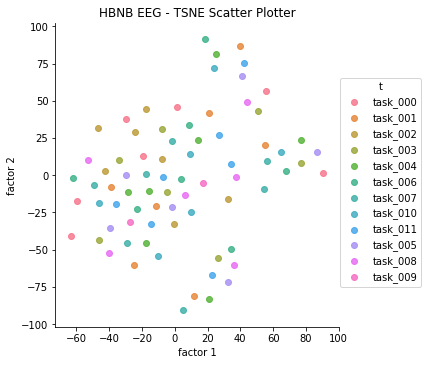 HBNB EEG - TSNE Scatter Plotter
100
75
50
25
0
-25
-50
-75
-100
factor 2
-60
-40
-20
0
20
40
60
80
100
factor 1
t
task_000
task_001
task_002
task_003
task_004
task_006
task_007
task_010
task_011
task_005
task_008
task_009